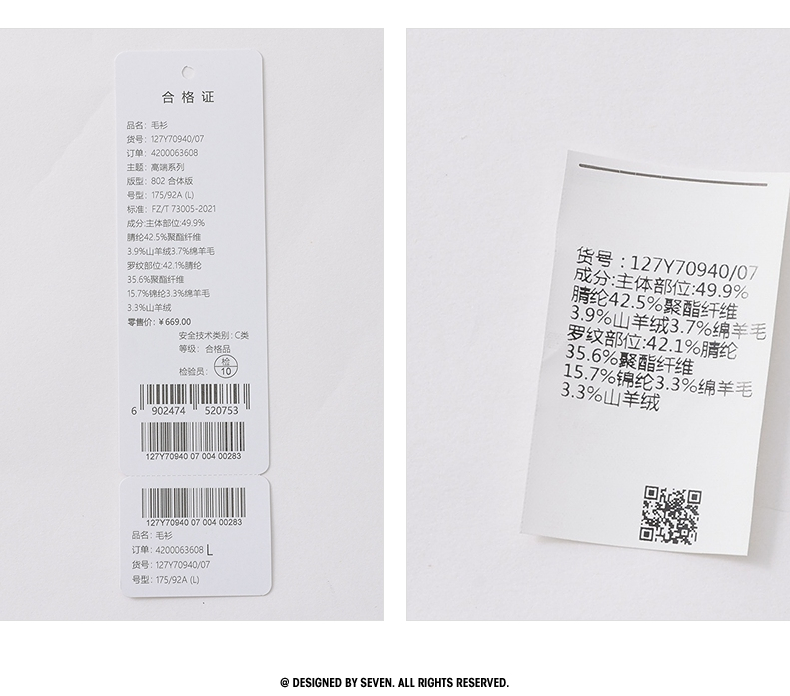 合格证
品名: 毛衫
货号: 127Y70940/07
订单: 4200063608
主题: 高端系列
版型: 802 合体版
号型: 175/92A (L)
标准: FZ/T 73005-2021
成分:主体部位:49.9%
腈纶42.5%聚酯纤维
3.9%山羊绒3.7%绵羊毛
罗纹部位:42.1%腈纶
35.6%聚酯纤维
15.7%锦纶3.3%绵羊毛
3.3%山羊绒
零售价: ¥669.00
安全技术类别: C类
等级: 合格品
检验员: 检 10
6 902474 520753
127Y70940 07 004 00283
127Y70940 07 004 00283
品名: 毛衫
订单: 4200063608 L
货号: 127Y70940/07
号型: 175/92A (L)
货号 : 127Y70940/07
成分:主体部位:49.9%
腈纶42.5%聚酯纤维
3.9%山羊绒3.7%绵羊毛
罗纹部位:42.1%腈纶
35.6%聚酯纤维
15.7%锦纶3.3%绵羊毛
3.3%山羊绒
@ DESIGNED BY SEVEN. ALL RIGHTS RESERVED.